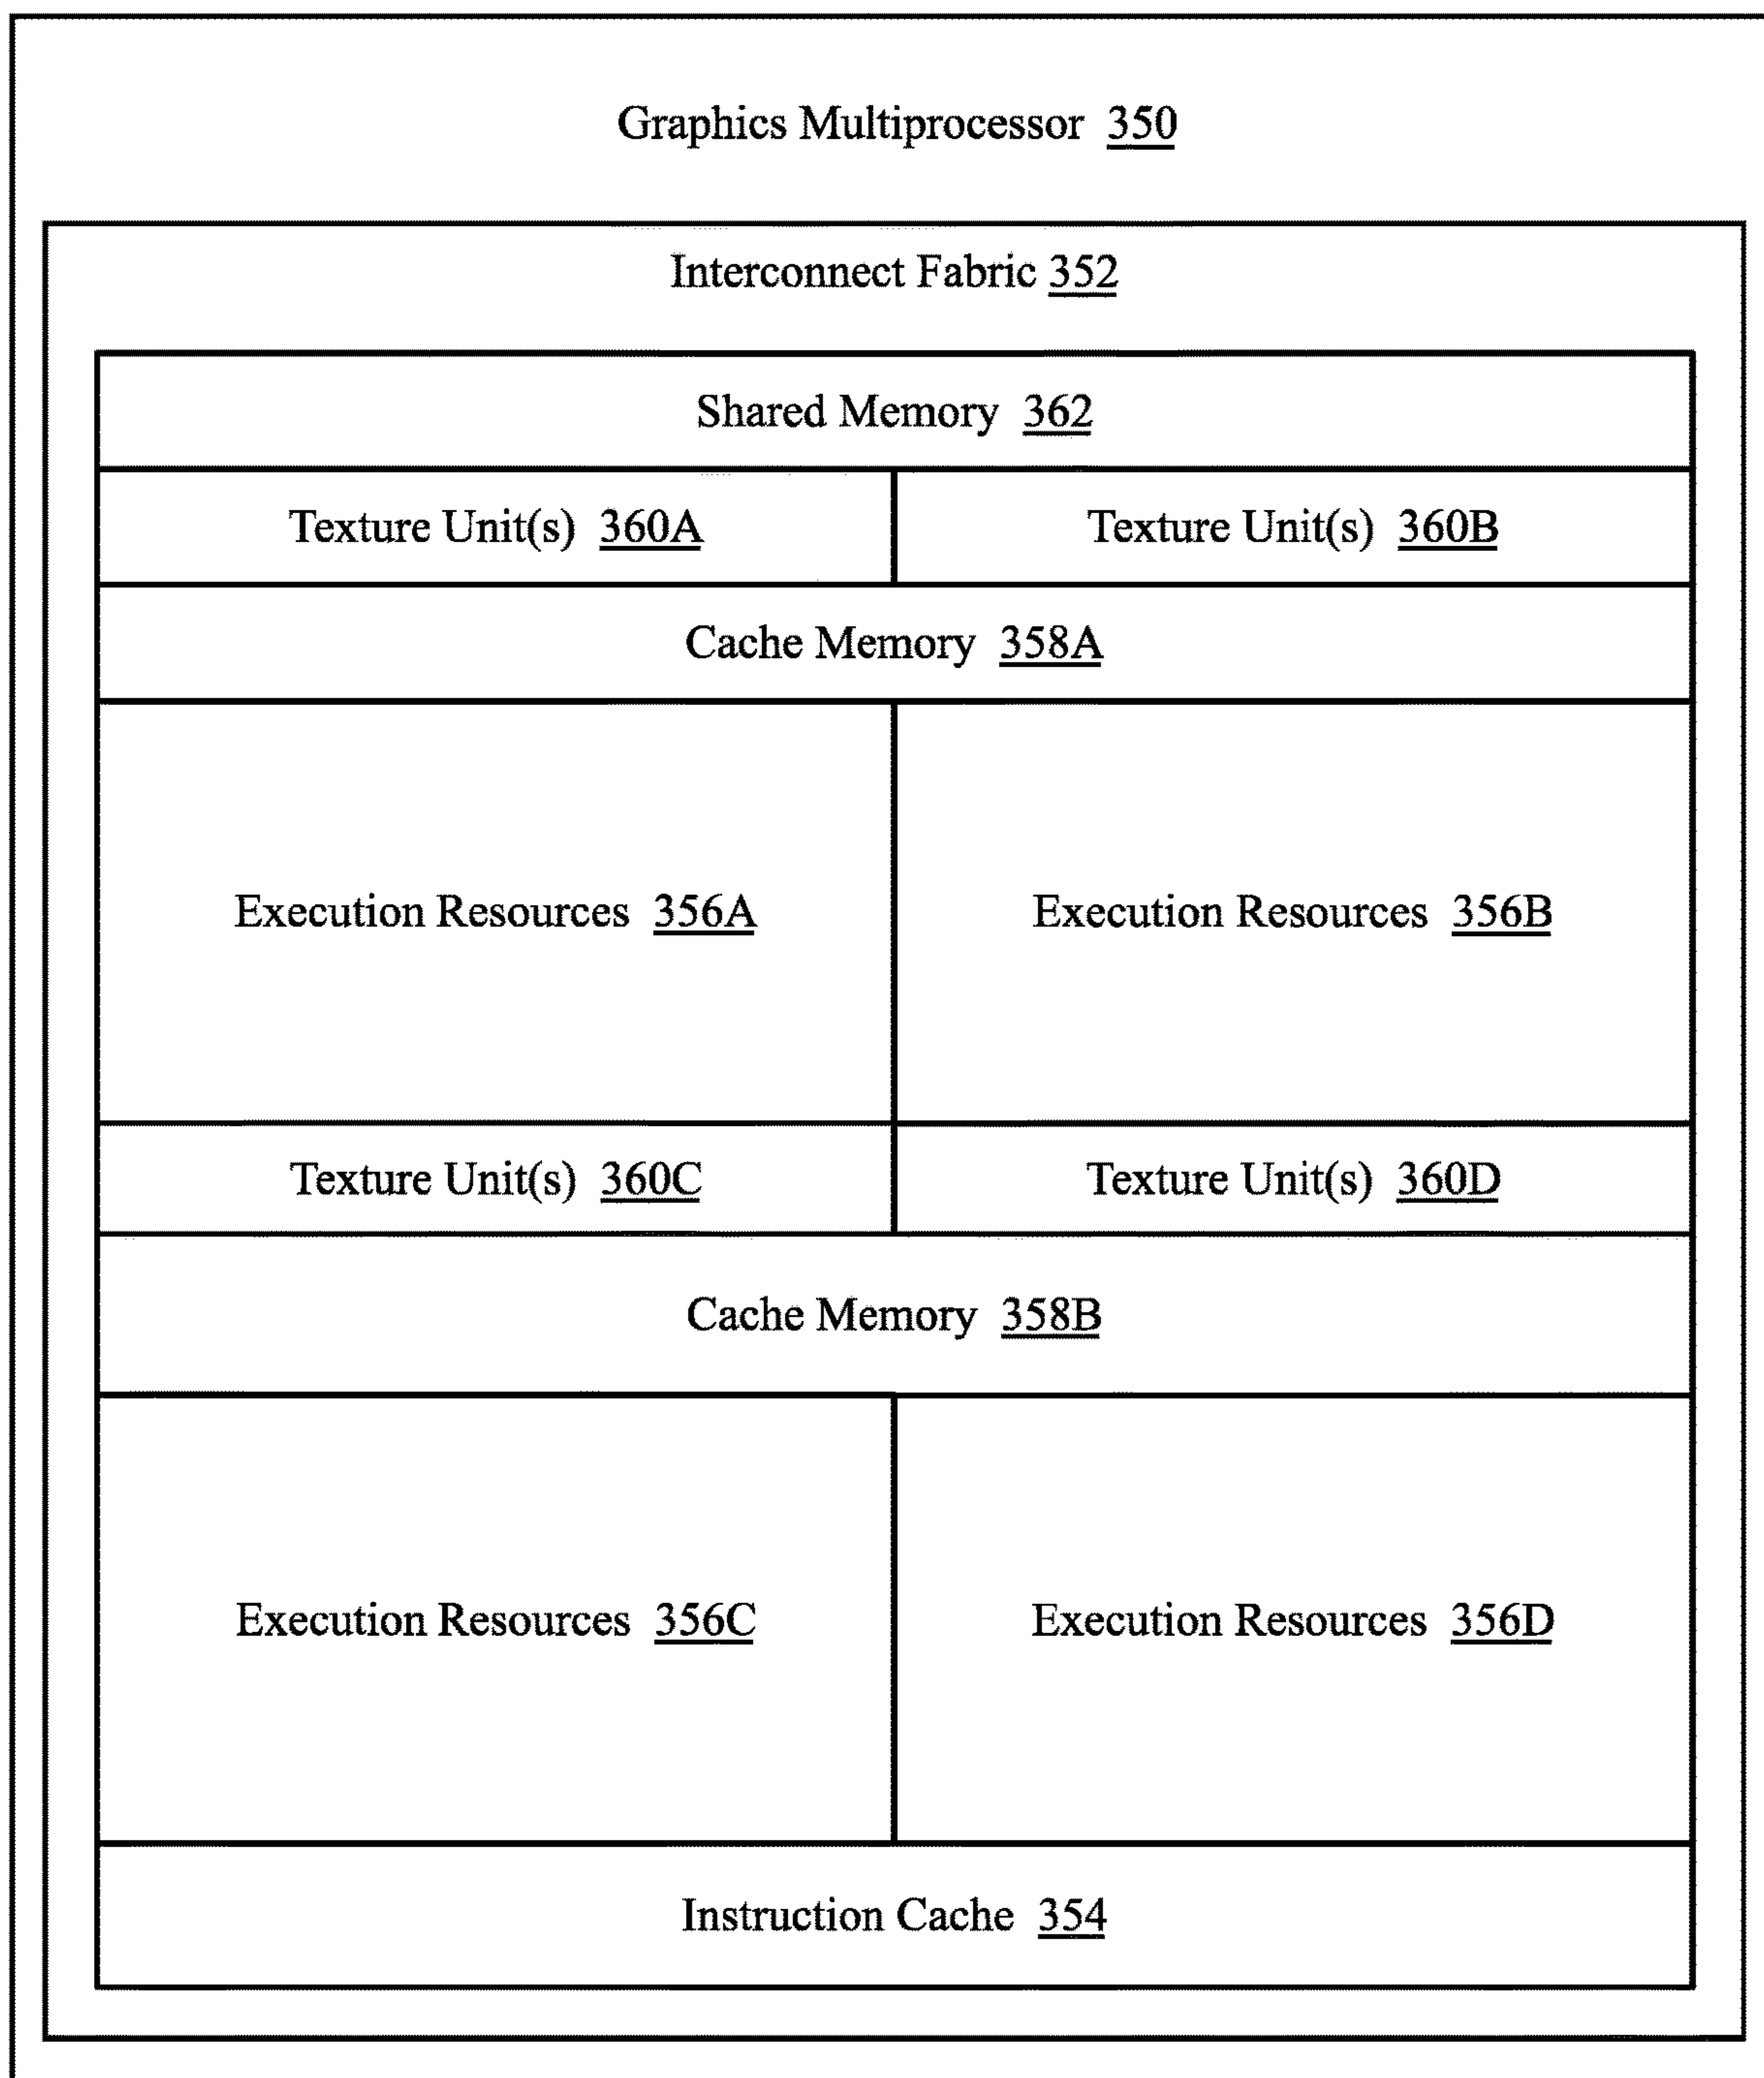 Graphics Multiprocessor 350
Interconnect Fabric 352
Shared Memory 362
Texture Unit(s) 360A
Texture Unit(s) 360B
Cache Memory 358A
Execution Resources 356A
Execution Resources 356B
Texture Unit(s) 360C
Texture Unit(s) 360D
Cache Memory 358B
Execution Resources 356C
Execution Resources 356D
Instruction Cache 354